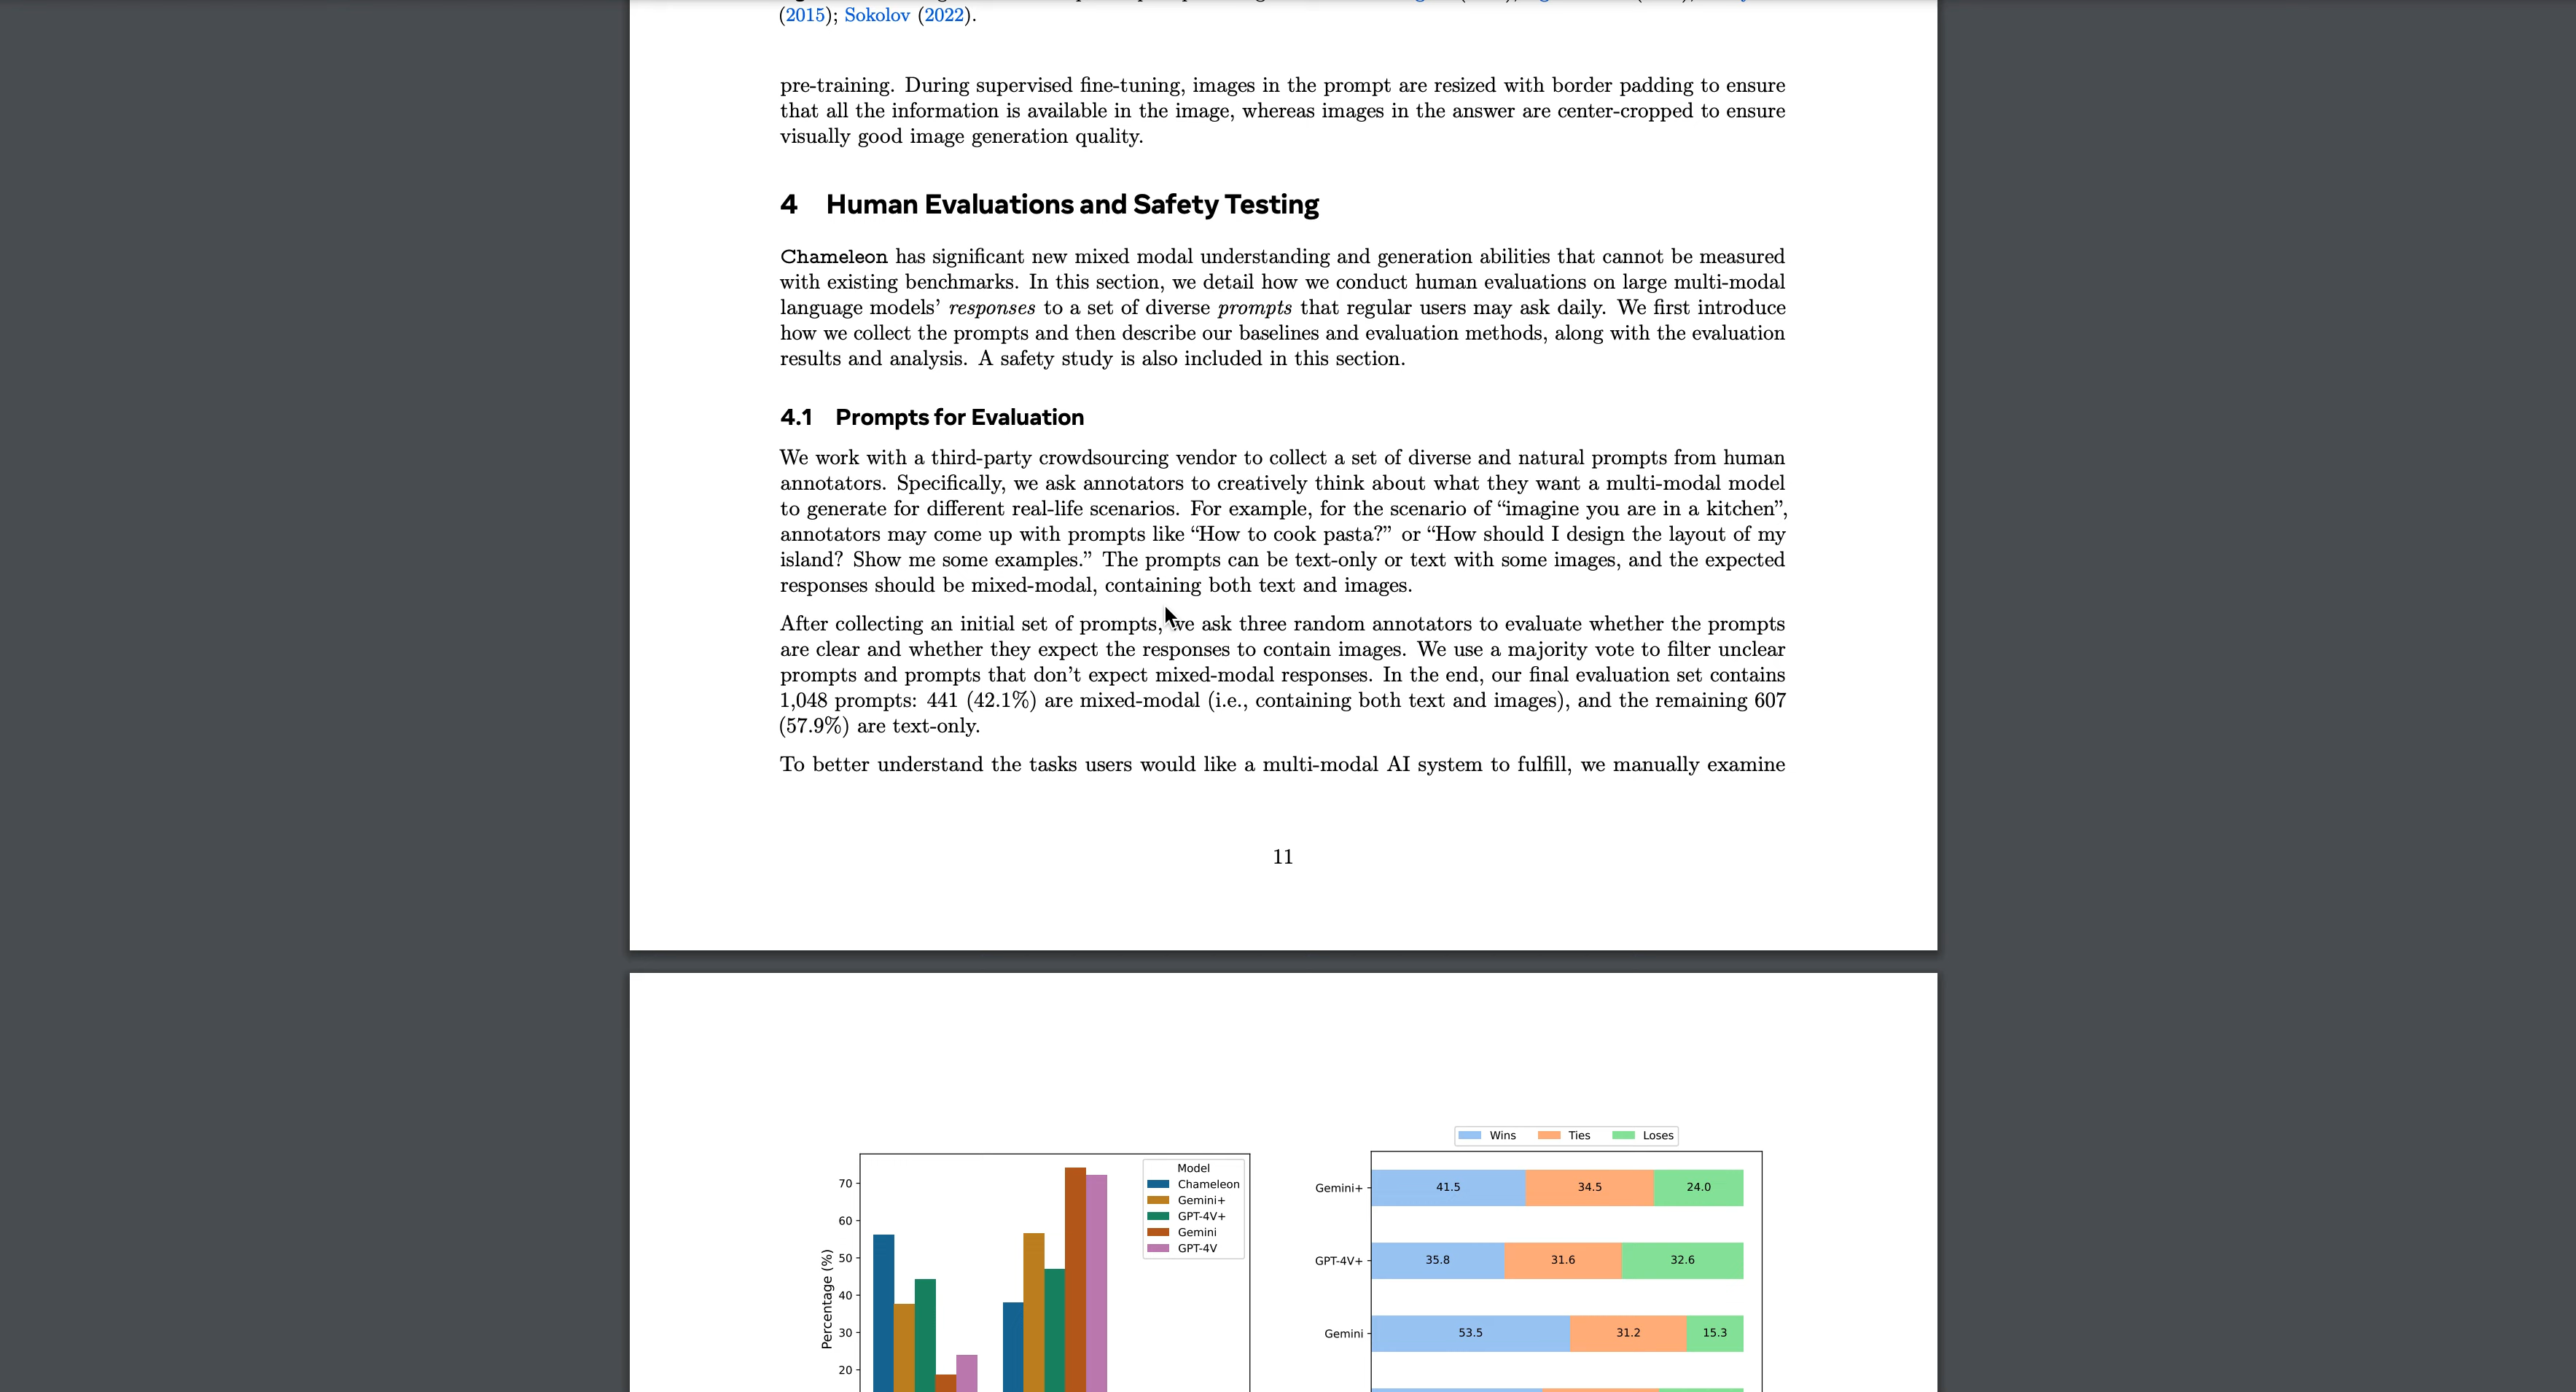 (2015); Sokolov (2022).
pre-training. During supervised fine-tuning, images in the prompt are resized with border padding to ensure
that all the information is available in the image, whereas images in the answer are center-cropped to ensure
visually good image generation quality.
4 Human Evaluations and Safety Testing
Chameleon has significant new mixed modal understanding and generation abilities that cannot be measured
with existing benchmarks. In this section, we detail how we conduct human evaluations on large multi-modal
language models’ responses to a set of diverse prompts that regular users may ask daily. We first introduce
how we collect the prompts and then describe our baselines and evaluation methods, along with the evaluation
results and analysis. A safety study is also included in this section.
4.1 Prompts for Evaluation
We work with a third-party crowdsourcing vendor to collect a set of diverse and natural prompts from human
annotators. Specifically, we ask annotators to creatively think about what they want a multi-modal model
to generate for different real-life scenarios. For example, for the scenario of “imagine you are in a kitchen”,
annotators may come up with prompts like “How to cook pasta?” or “How should I design the layout of my
island? Show me some examples.” The prompts can be text-only or text with some images, and the expected
responses should be mixed-modal, containing both text and images.
After collecting an initial set of prompts, we ask three random annotators to evaluate whether the prompts
are clear and whether they expect the responses to contain images. We use a majority vote to filter unclear
prompts and prompts that don’t expect mixed-modal responses. In the end, our final evaluation set contains
1,048 prompts: 441 (42.1%) are mixed-modal (i.e., containing both text and images), and the remaining 607
(57.9%) are text-only.
To better understand the tasks users would like a multi-modal AI system to fulfill, we manually examine
11
Percentage (%)
70
60
50
40
30
20
Model
Chameleon
Gemini+
GPT-4V+
Gemini
GPT-4V
Wins Ties Loses
Gemini+ 41.5 34.5 24.0
GPT-4V+ 35.8 31.6 32.6
Gemini 53.5 31.2 15.3